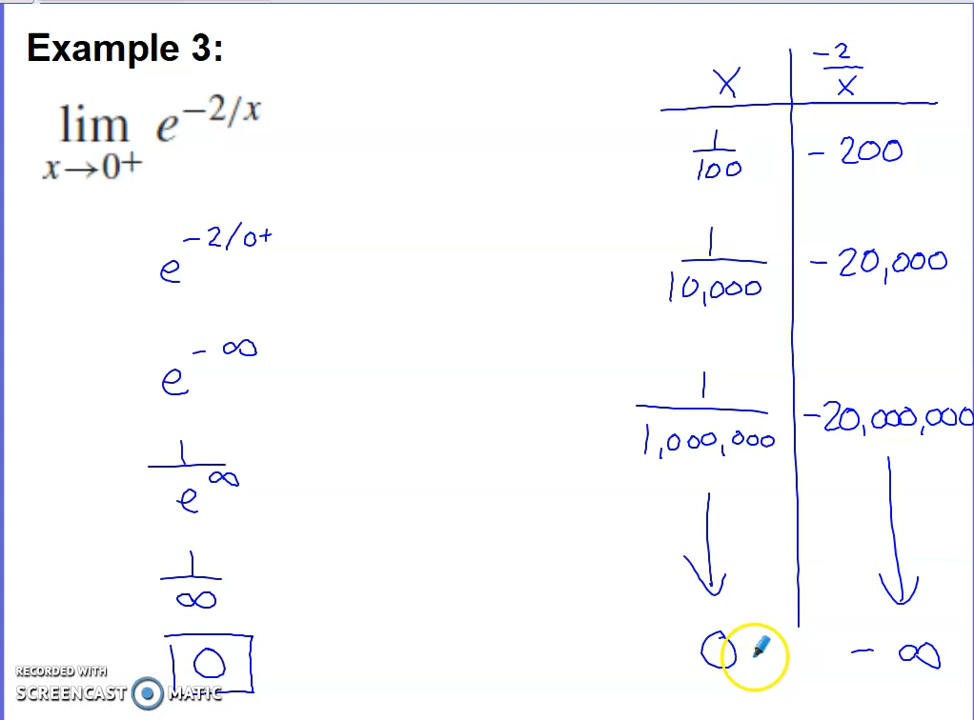 Example 3:
lim e^{-2/x}
x→0+
e^{-2/0+}
e^{-∞}
1/e^∞
1/∞
0
x | -2/x
1/100 | -200
1/10,000 | -20,000
1/1,000,000 | -20,000,000
0 | -∞
RECORDED WITH
SCREENCAST MATIC